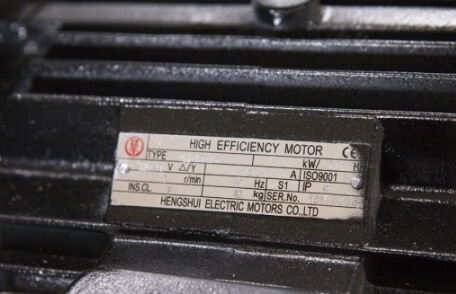 HIGH EFFICIENCY MOTOR CE
TYPE kW/ H
V △/Y A ISO9001
r/min Hz S1 IP
INS.CL. kg SER.No.
HENGSHUI ELECTRIC MOTORS CO.,LTD